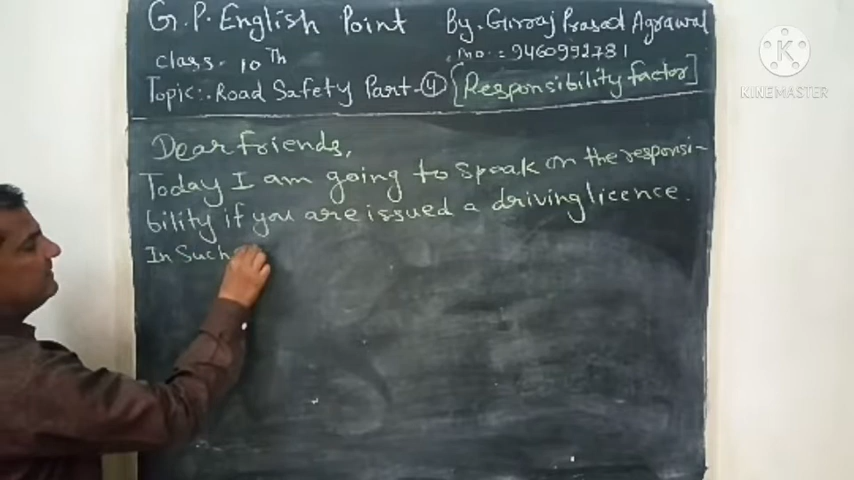 G.P. English Point By. Girraj Prasad Agrawal
Class- 10Th Mo.: 9460992781
Topic:- Road Safety Part-④ [Responsibility factor]
Dear friends,
Today I am going to speak on the responsi-
bility if you are issued a driving licence.
In Such
K
KINEMASTER